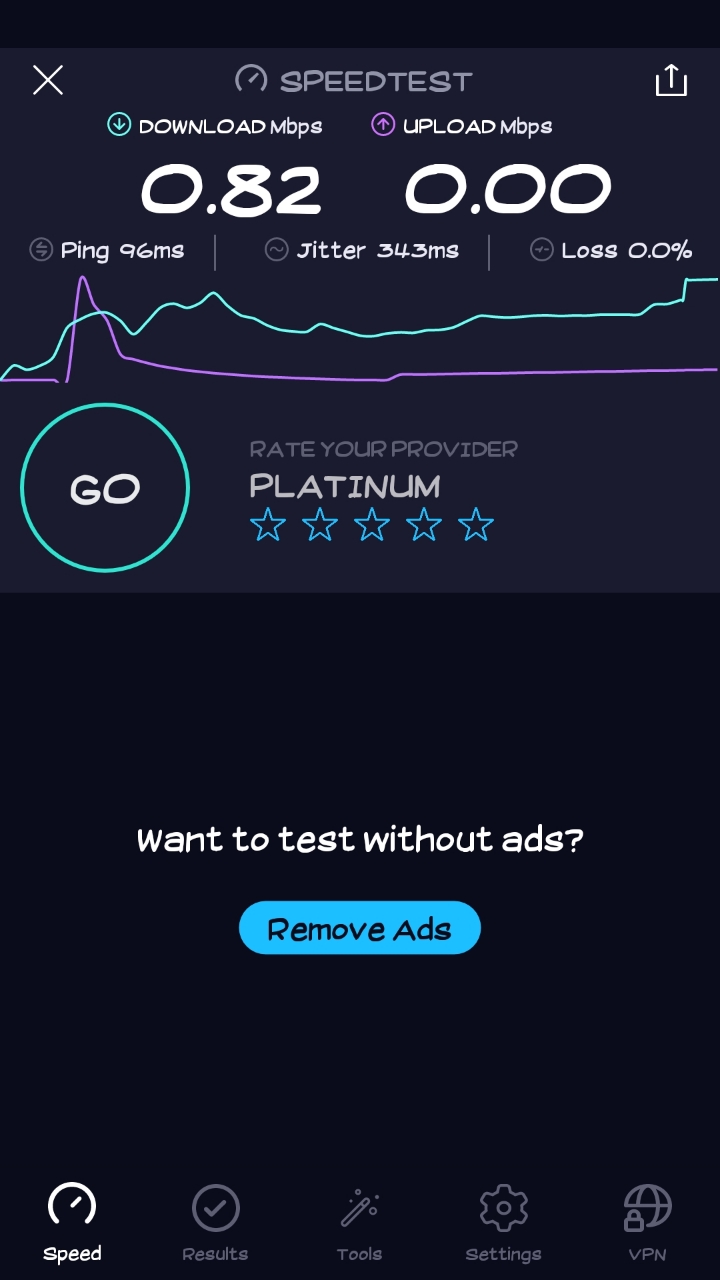 SPEEDTEST
DOWNLOAD Mbps UPLOAD Mbps
0.82 0.00
Ping 96ms Jitter 343ms Loss 0.0%
GO
RATE YOUR PROVIDER
PLATINUM
Want to test without ads?
Remove Ads
Speed Results Tools Settings VPN